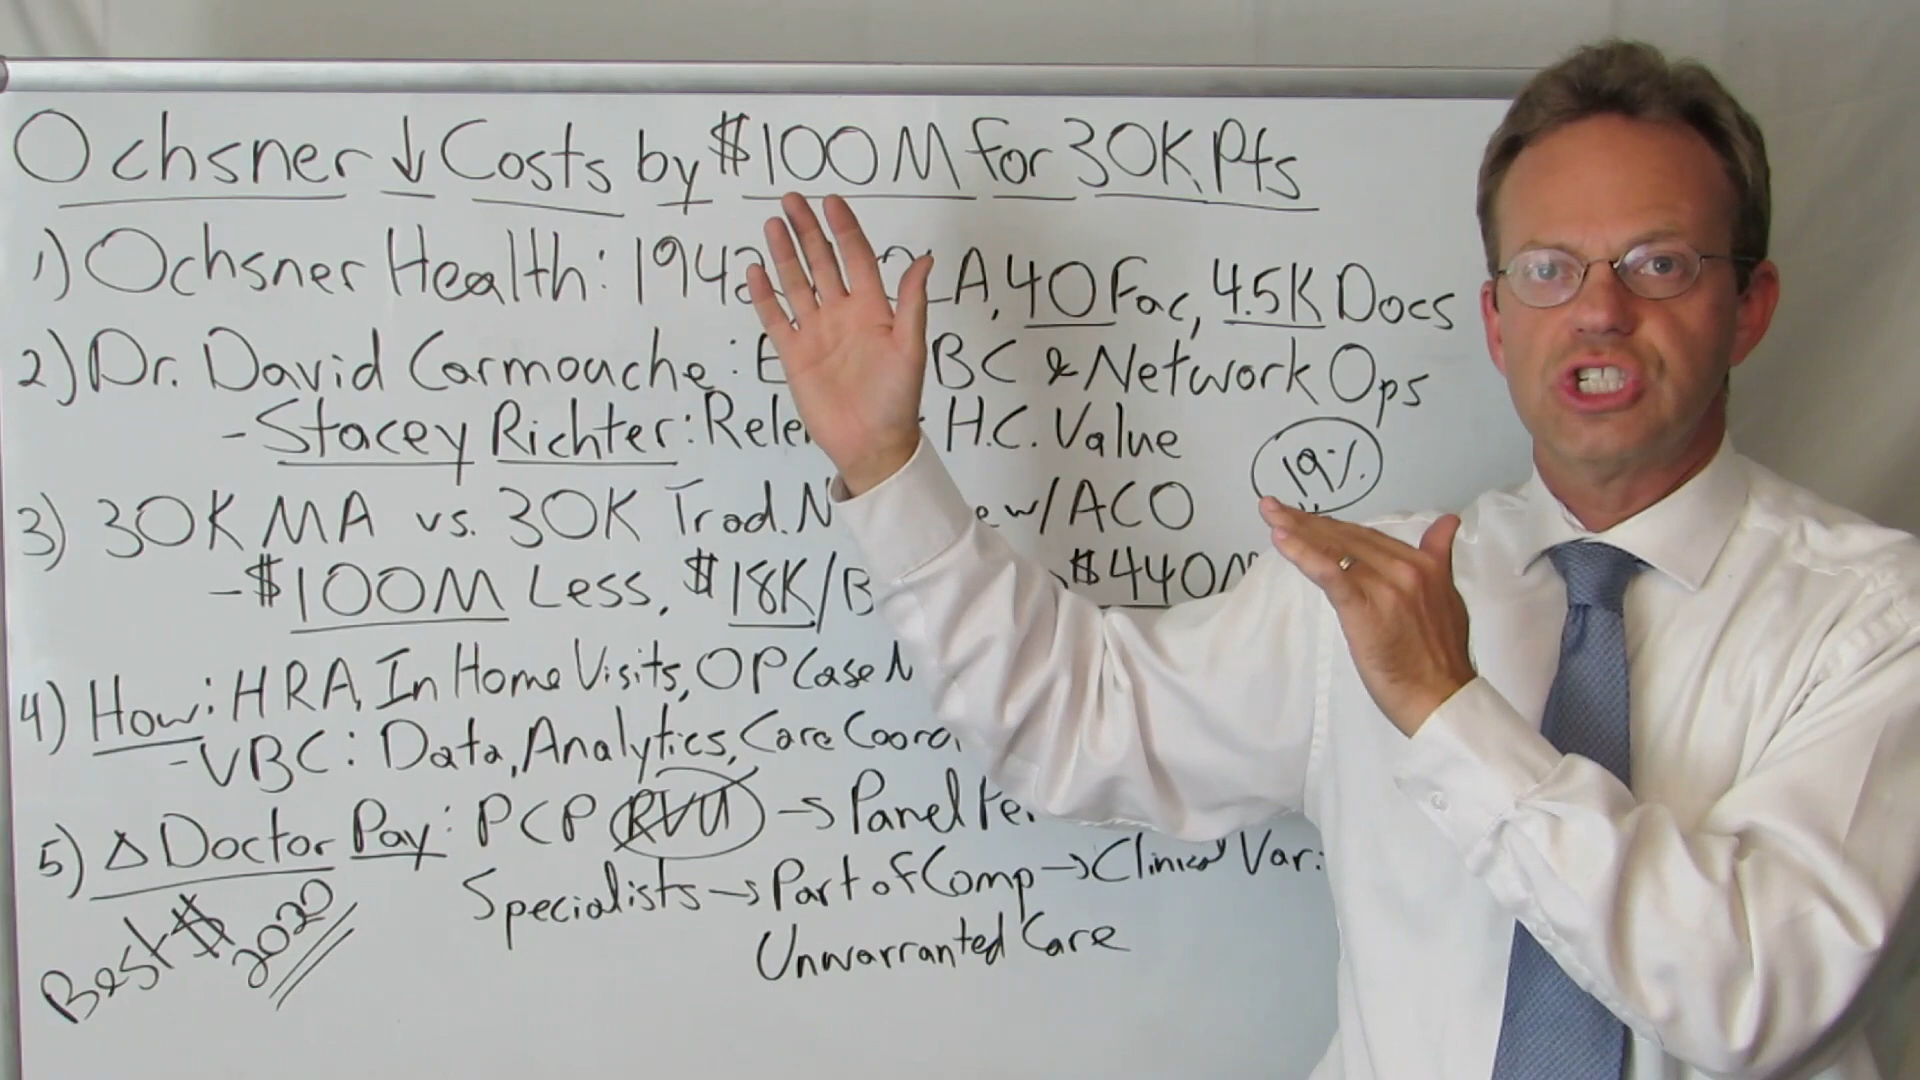 Ochsner ↓ Costs by $100M for 30K Pts
1) Ochsner Health: 1942 LA, 40 Fac, 4.5K Docs
2) Dr. David Carmouche: BC & Network Ops
- Stacey Richter: H.C. Value
19%
3) 30K MA vs. 30K Trad. w/ACO
- $100M Less, $18K/B $440M
4) How: HRA, In Home Visits, OP Case
- VBC: Data, Analytics, Care
5) Δ Doctor Pay: PCP RVU → Panel
Specialists → Part of Comp → Clinical Var.
Unwarranted Care
Best $
2020